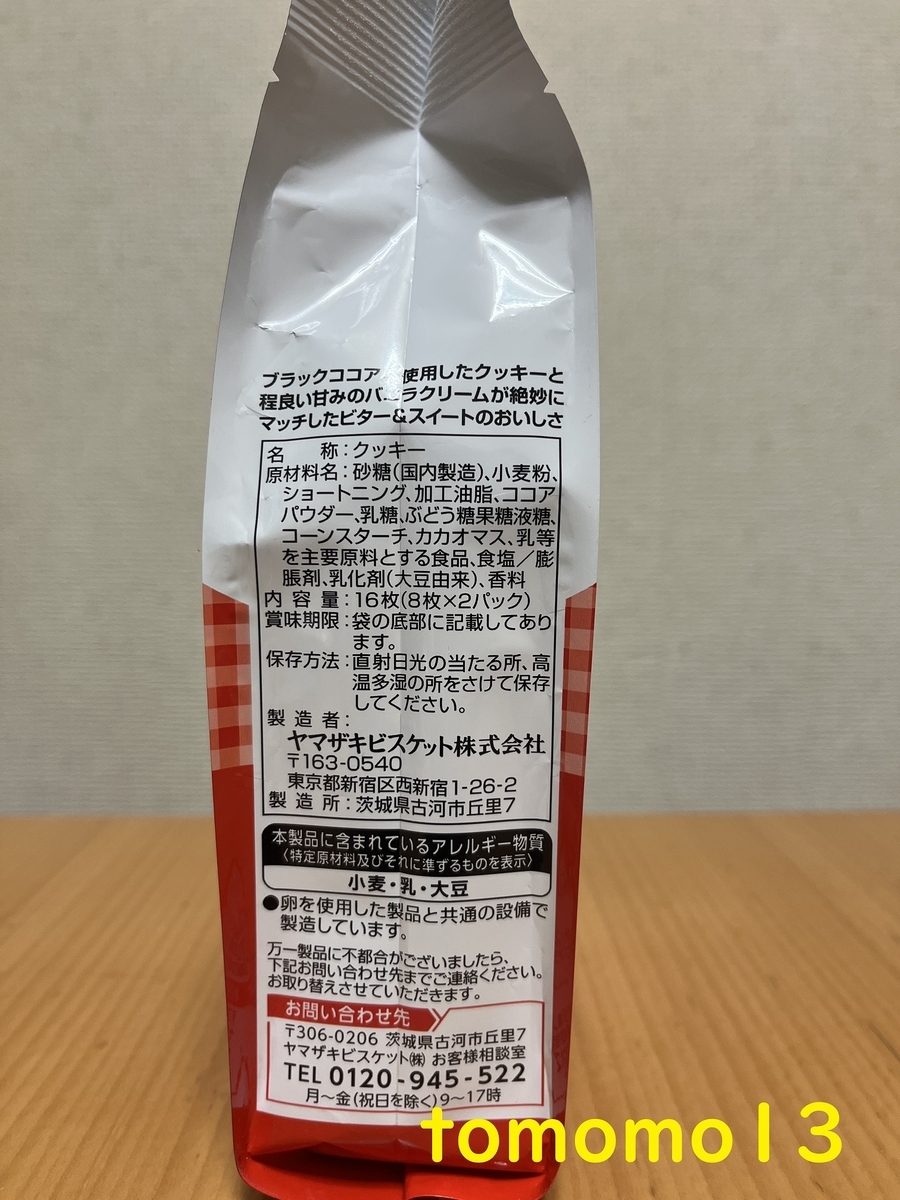 ブラックココア 使用したクッキーと
程良い甘みのバ ラクリームが絶妙に
マッチしたビター&スイートのおいしさ
名称:クッキー
原材料名:砂糖(国内製造)、小麦粉、
ショートニング、加工油脂、ココア
パウダー、乳糖、ぶどう糖果糖液糖、
コーンスターチ、カカオマス、乳等
を主要原料とする食品、食塩/膨
脹剤、乳化剤(大豆由来)、香料
内容量:16枚(8枚×2パック)
賞味期限:袋の底部に記載してあり
ます。
保存方法:直射日光の当たる所、高
温多湿の所をさけて保存
してください。
製造者:
ヤマザキビスケット株式会社
〒163-0540
東京都新宿区西新宿1-26-2
製造所:茨城県古河市丘里7
本製品に含まれているアレルギー物質
〈特定原材料及びそれに準ずるものを表示〉
小麦・乳・大豆
●卵を使用した製品と共通の設備で
製造しています。
万一製品に不都合がございましたら、
下記お問い合わせ先までご連絡ください。
お取り替えさせていただきます。
お問い合わせ先
〒306-0206 茨城県古河市丘里7
ヤマザキビスケット㈱ お客様相談室
TEL 0120-945-522
月～金(祝日を除く)9～17時
tomomo13